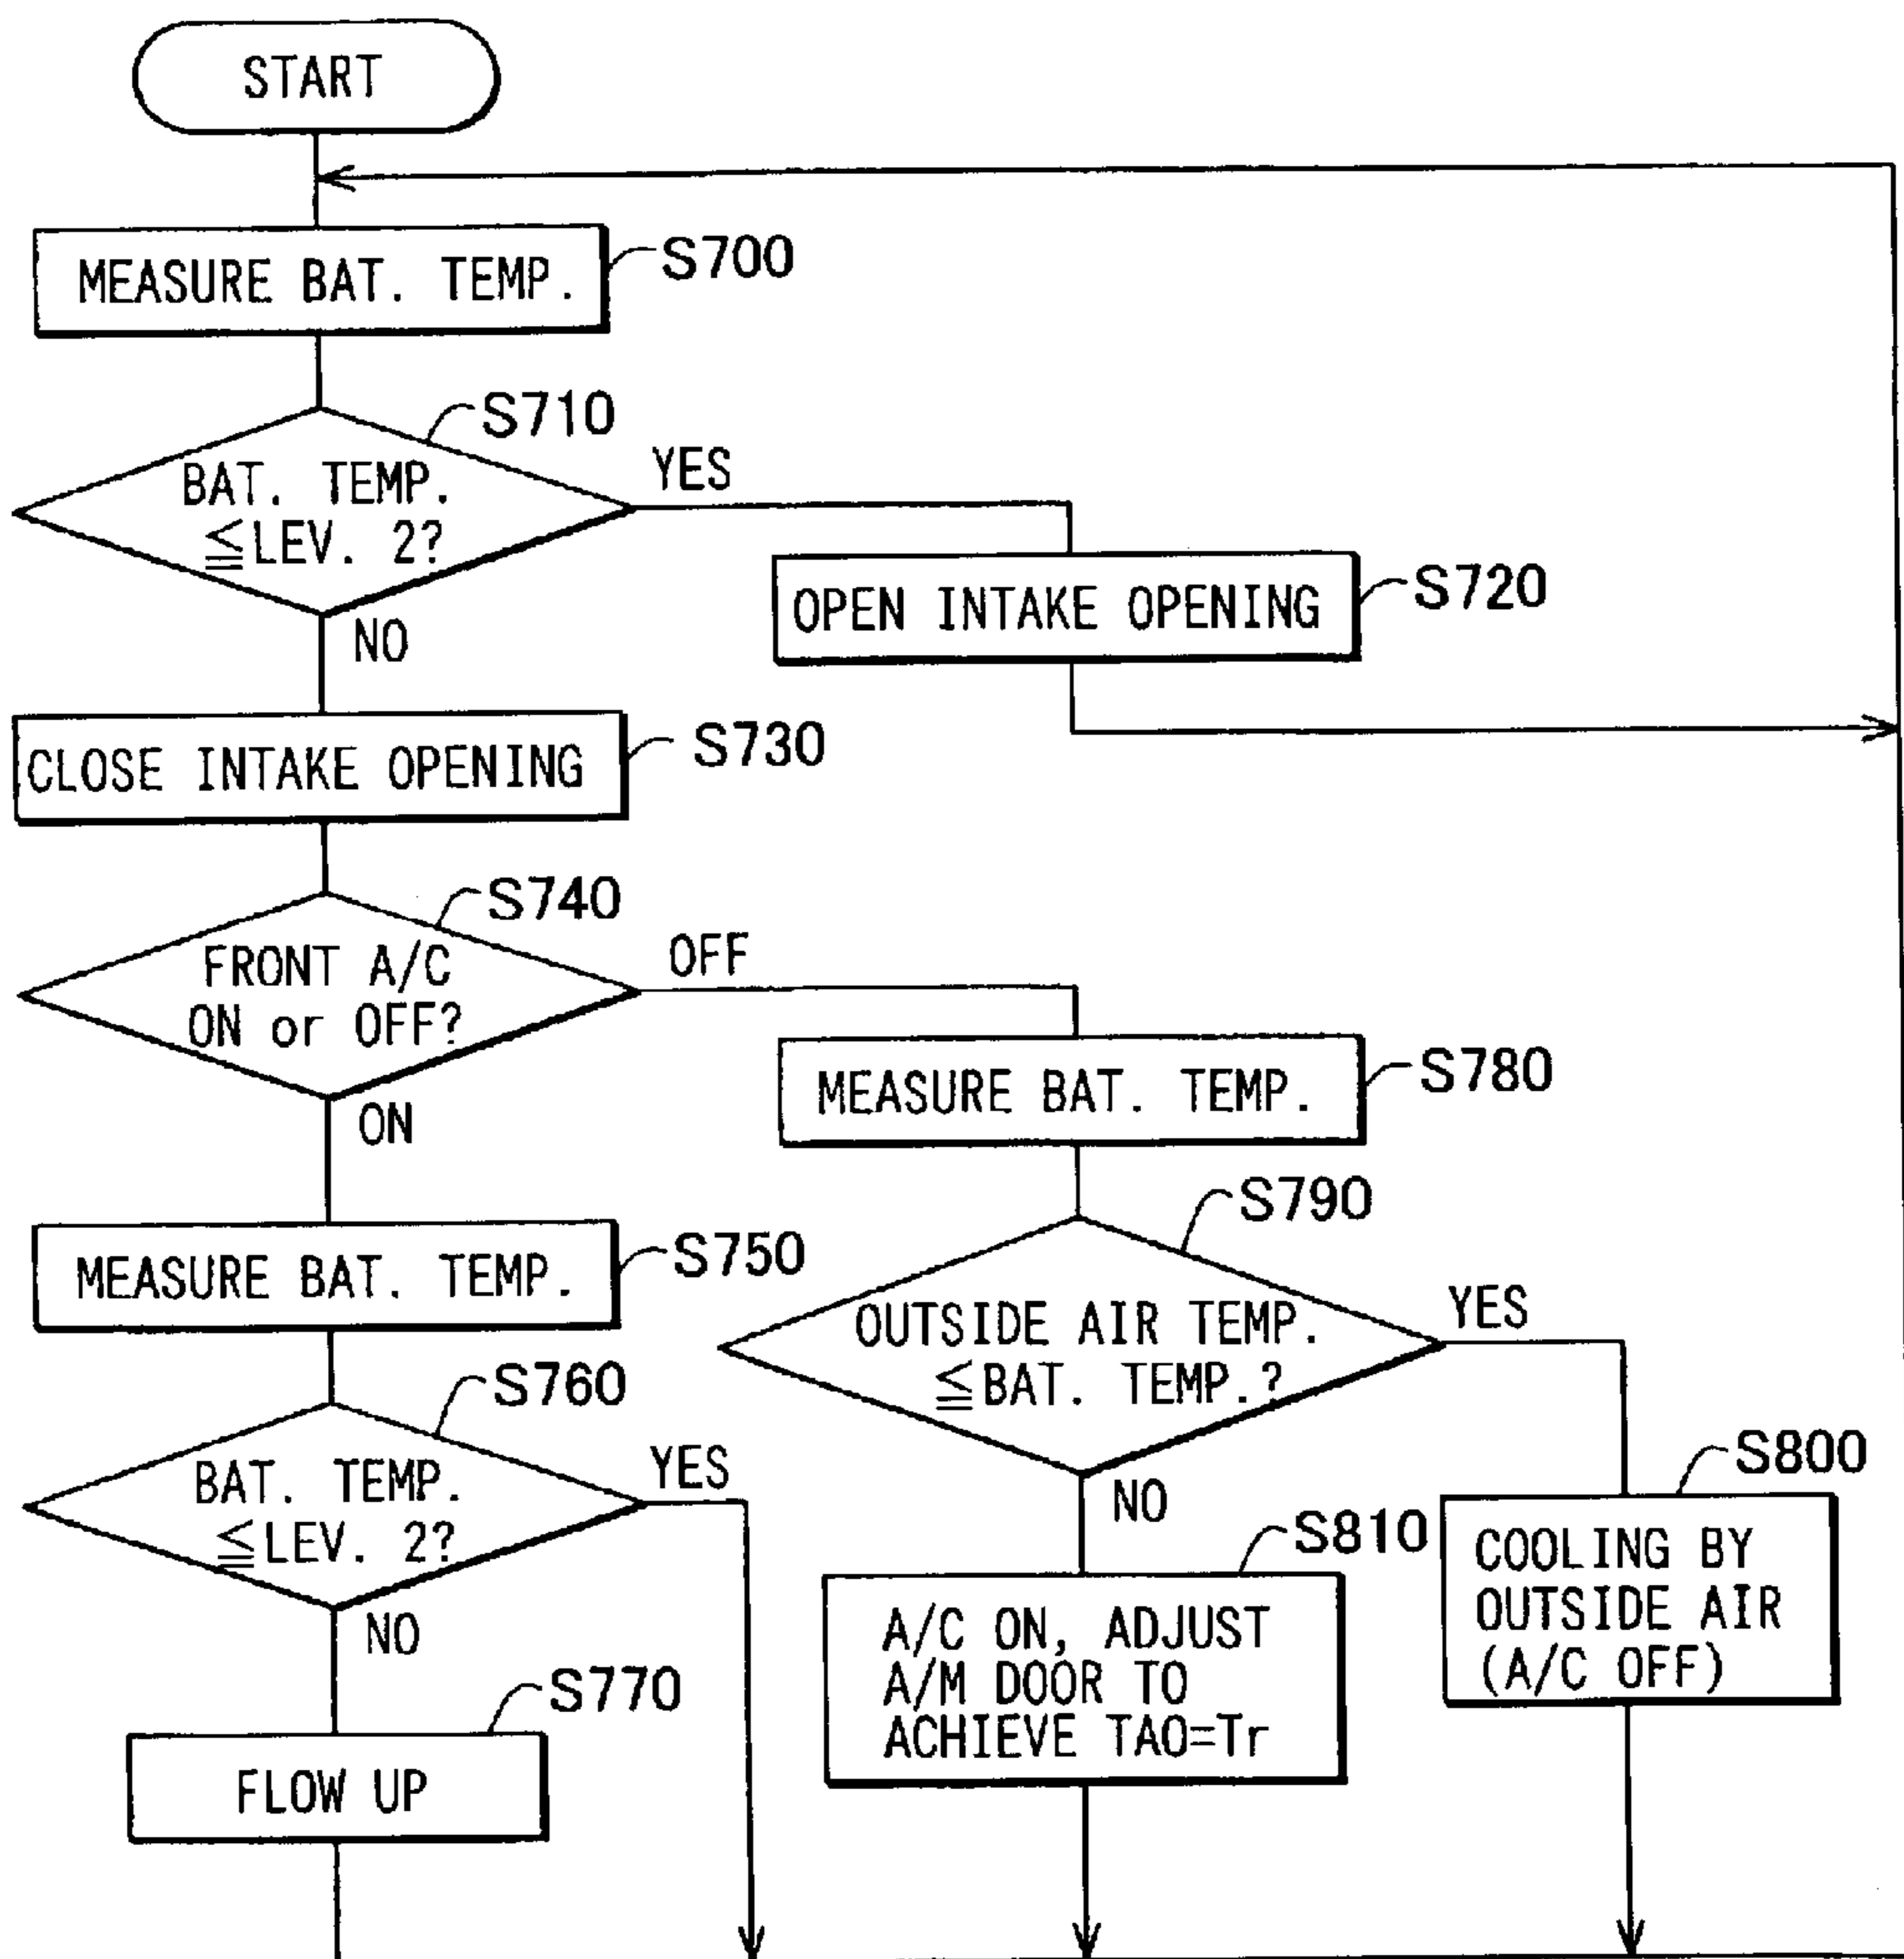 START
MEASURE BAT. TEMP.
S700
S710
BAT. TEMP.
≦LEV. 2?
YES
NO
OPEN INTAKE OPENING
S720
CLOSE INTAKE OPENING
S730
S740
FRONT A/C
ON or OFF?
OFF
ON
MEASURE BAT. TEMP.
S780
MEASURE BAT. TEMP.
S750
S790
OUTSIDE AIR TEMP.
≦BAT. TEMP.?
YES
NO
S760
BAT. TEMP.
≦LEV. 2?
YES
NO
S800
COOLING BY
OUTSIDE AIR
(A/C OFF)
S810
A/C ON, ADJUST
A/M DOOR TO
ACHIEVE TAO=Tr
S770
FLOW UP